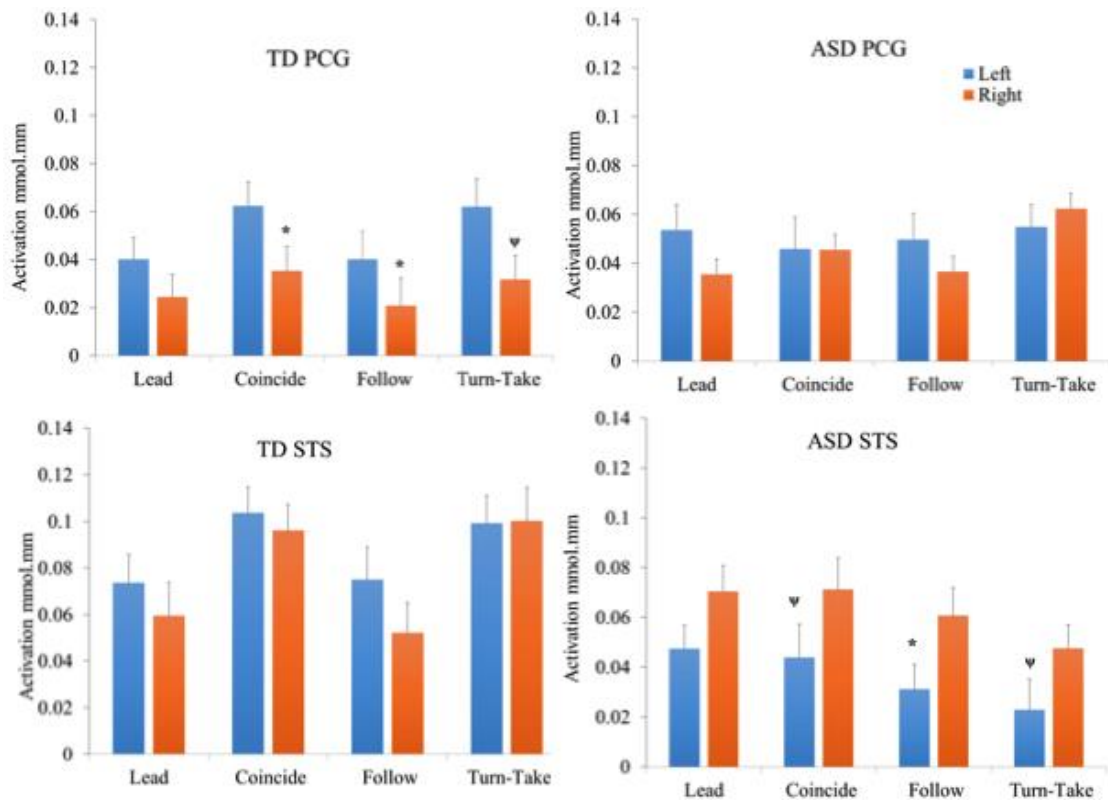 TD PCG
Activation mmol.mm
0.14
0.12
0.1
0.08
0.06
0.04
0.02
0
*
*
ψ
Lead Coincide Follow Turn-Take
ASD PCG
Left
Right
Activation mmol.mm
0.14
0.12
0.1
0.08
0.06
0.04
0.02
0
Lead Coincide Follow Turn-Take
TD STS
Activation mmol.mm
0.14
0.12
0.1
0.08
0.06
0.04
0.02
0
Lead Coincide Follow Turn-Take
ASD STS
Activation mmol.mm
0.14
0.12
0.1
0.08
0.06
0.04
0.02
0
ψ
*
ψ
Lead Coincide Follow Turn-Take